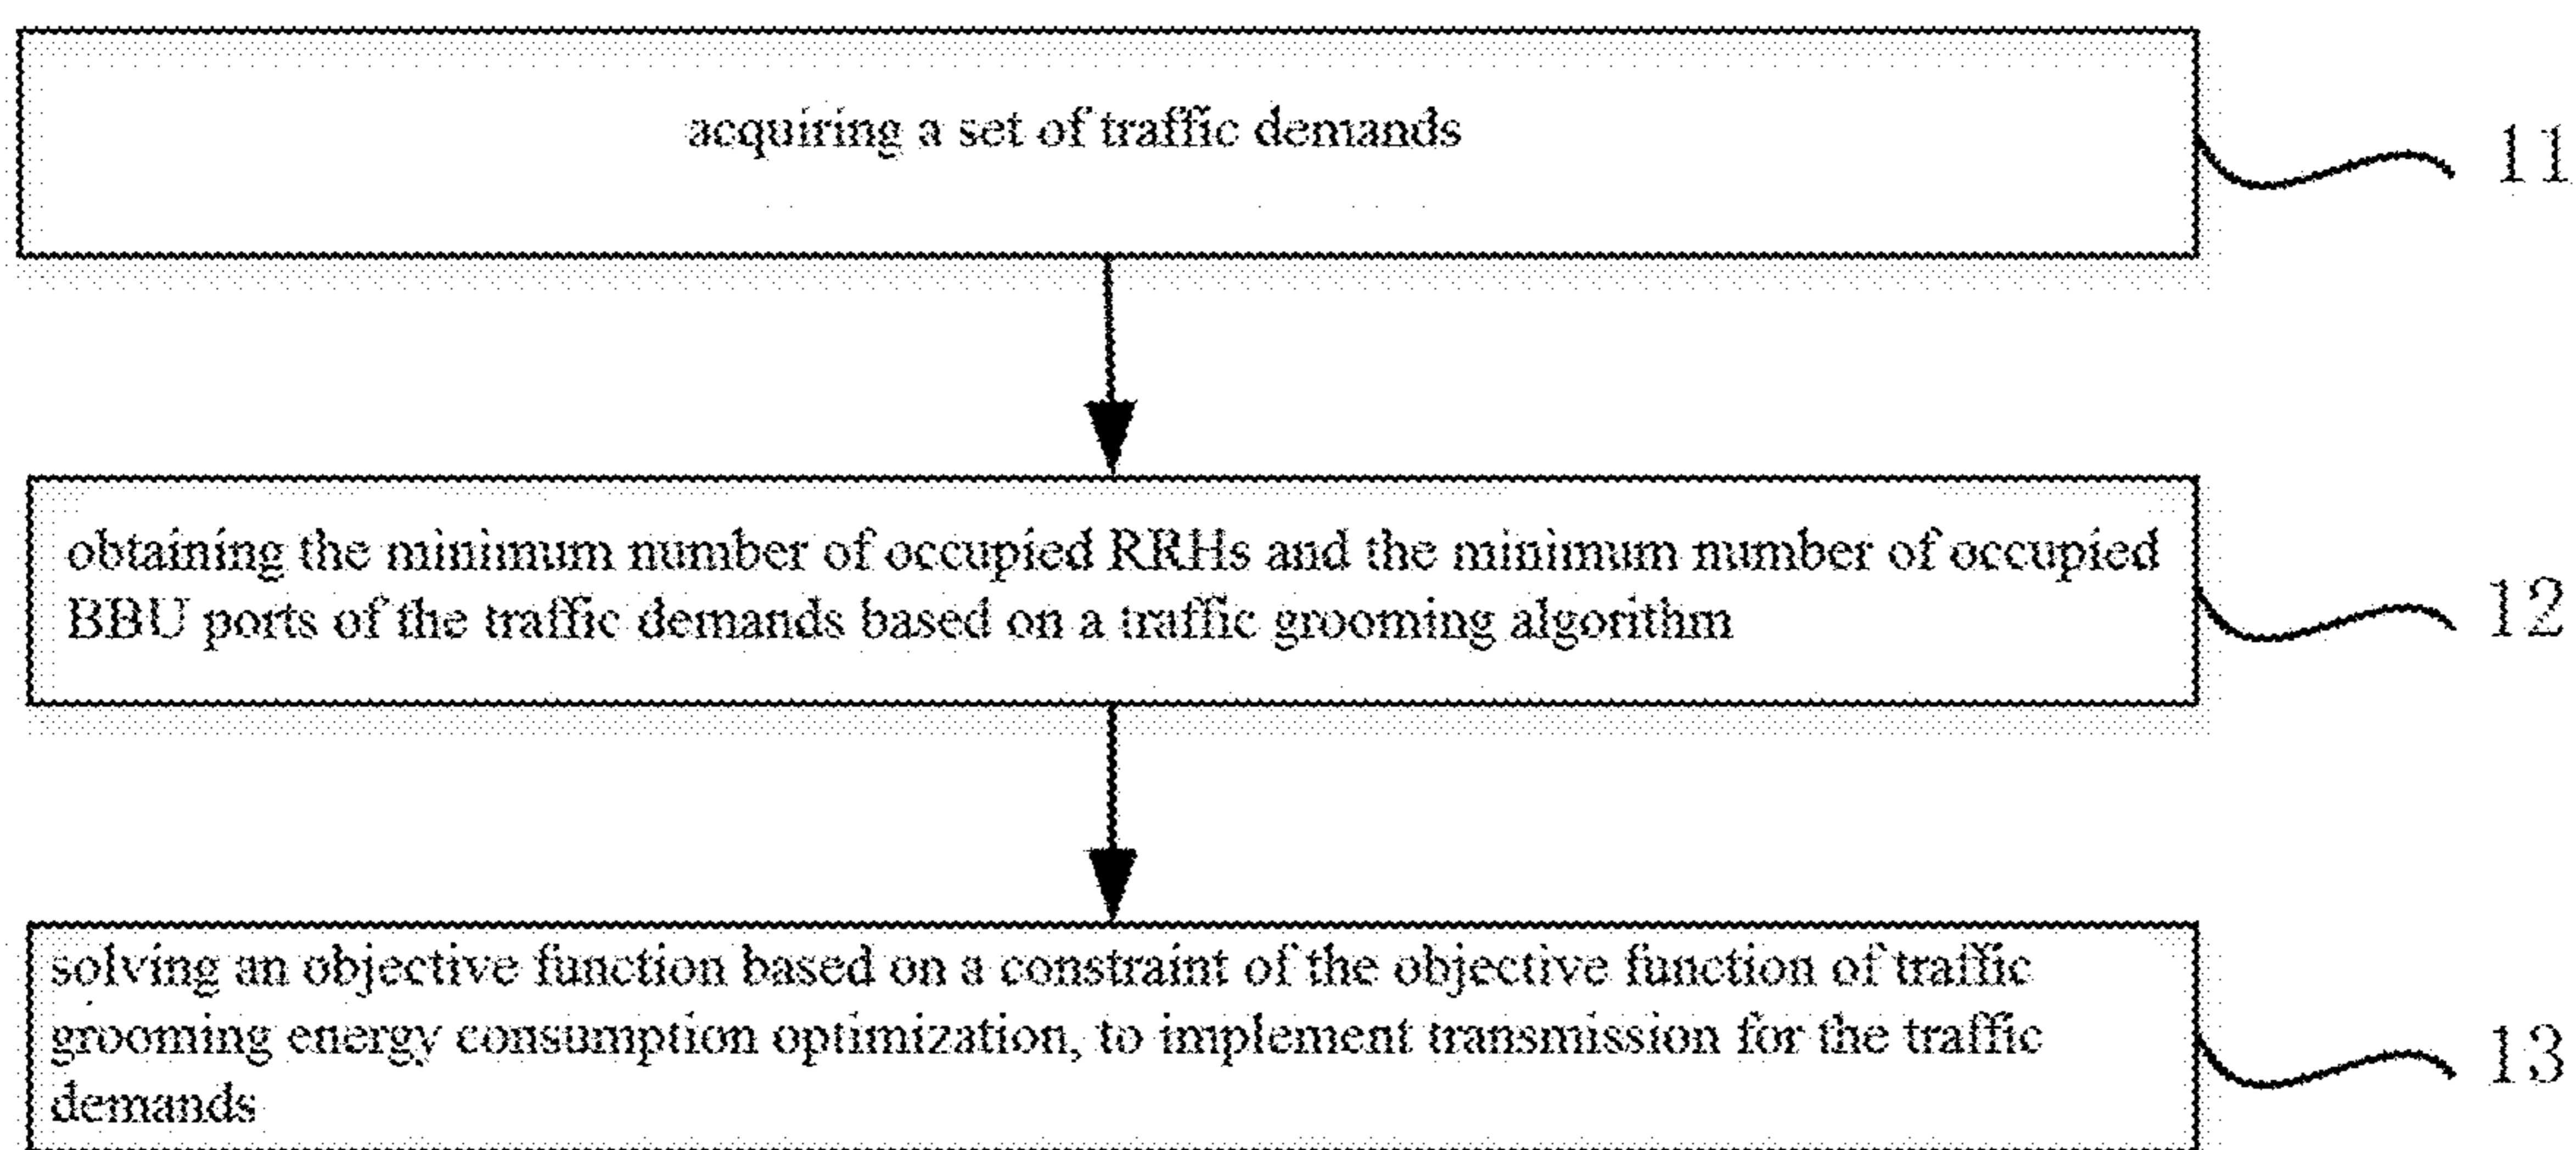 acquiring a set of traffic demands
11
obtaining the minimum number of occupied RRHs and the minimum number of occupied
BBU ports of the traffic demands based on a traffic grooming algorithm
12
solving an objective function based on a constraint of the objective function of traffic
grooming energy consumption optimization, to implement transmission for the traffic
demands
13